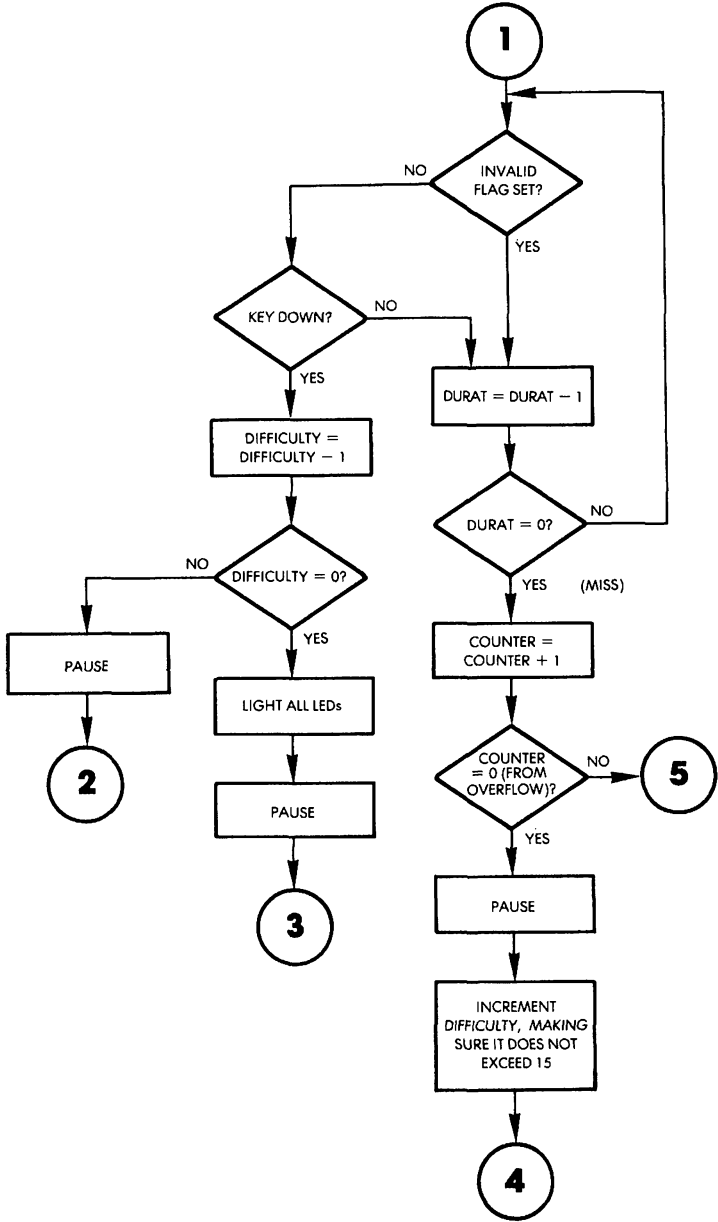 1
INVALID
FLAG SET?
NO
YES
KEY DOWN?
NO
YES
DURAT = DURAT − 1
DIFFICULTY =
DIFFICULTY − 1
DURAT = 0?
NO
YES
(MISS)
DIFFICULTY = 0?
NO
YES
COUNTER =
COUNTER + 1
PAUSE
LIGHT ALL LEDs
COUNTER
= 0 (FROM
OVERFLOW)?
NO
YES
5
2
PAUSE
3
PAUSE
INCREMENT
DIFFICULTY, MAKING
SURE IT DOES NOT
EXCEED 15
4